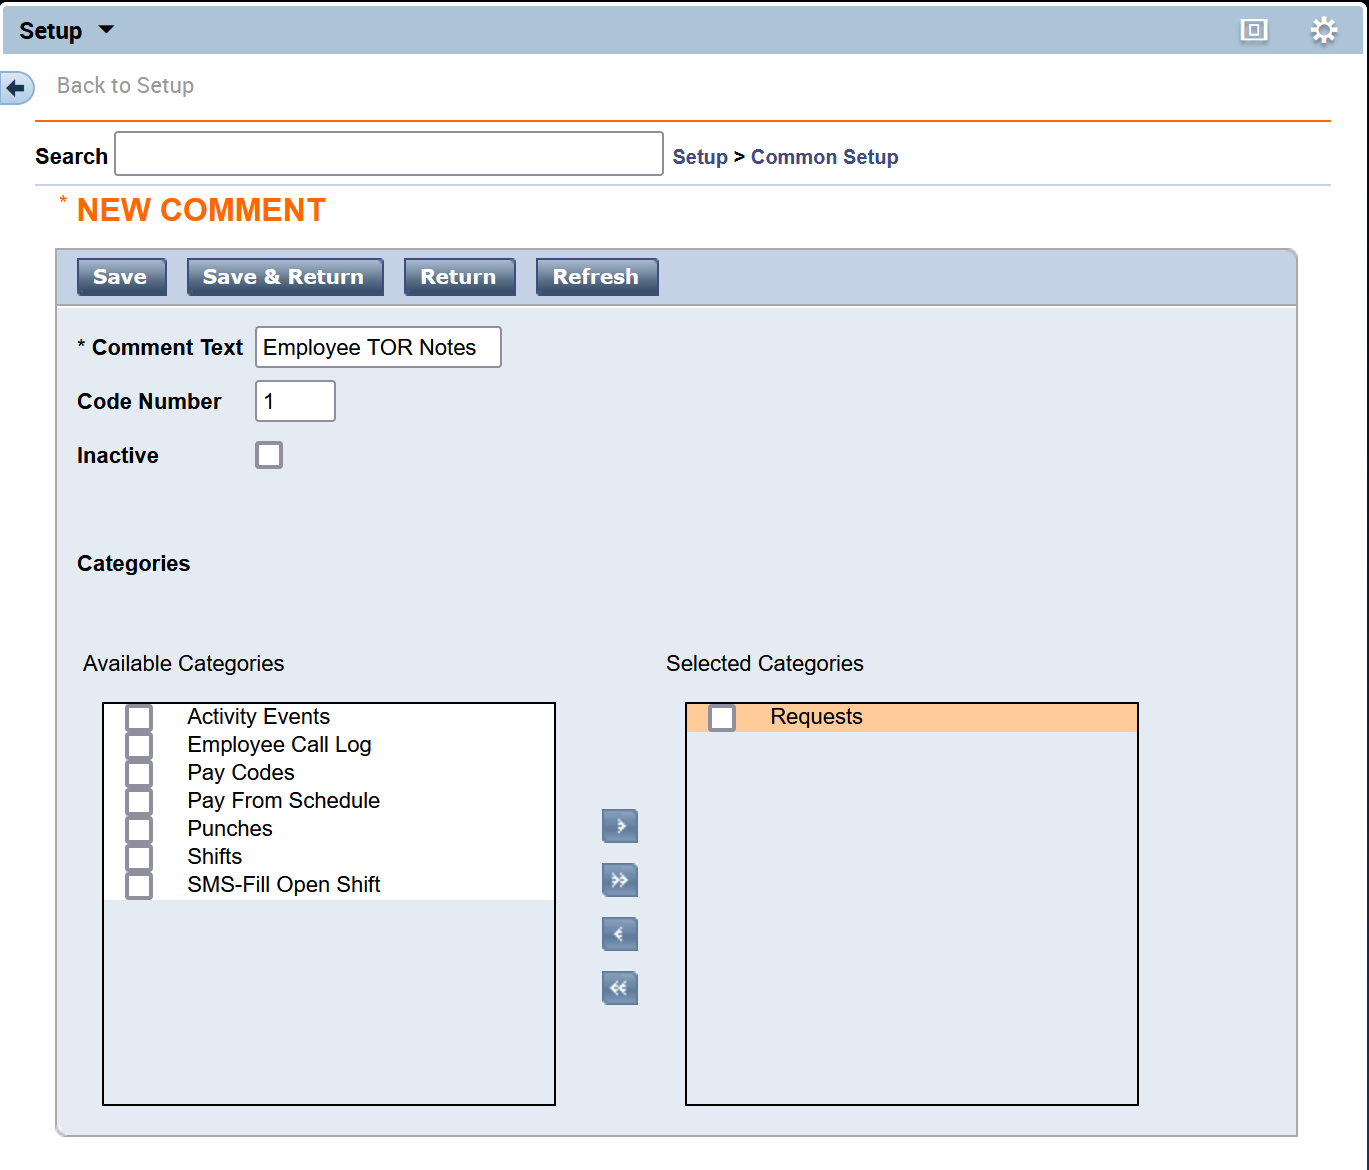 Setup
Back to Setup
Search Setup > Common Setup
* NEW COMMENT
Save Save & Return Return Refresh
* Comment Text Employee TOR Notes
Code Number 1
Inactive
Categories
Available Categories
Activity Events
Employee Call Log
Pay Codes
Pay From Schedule
Punches
Shifts
SMS-Fill Open Shift
Selected Categories
Requests